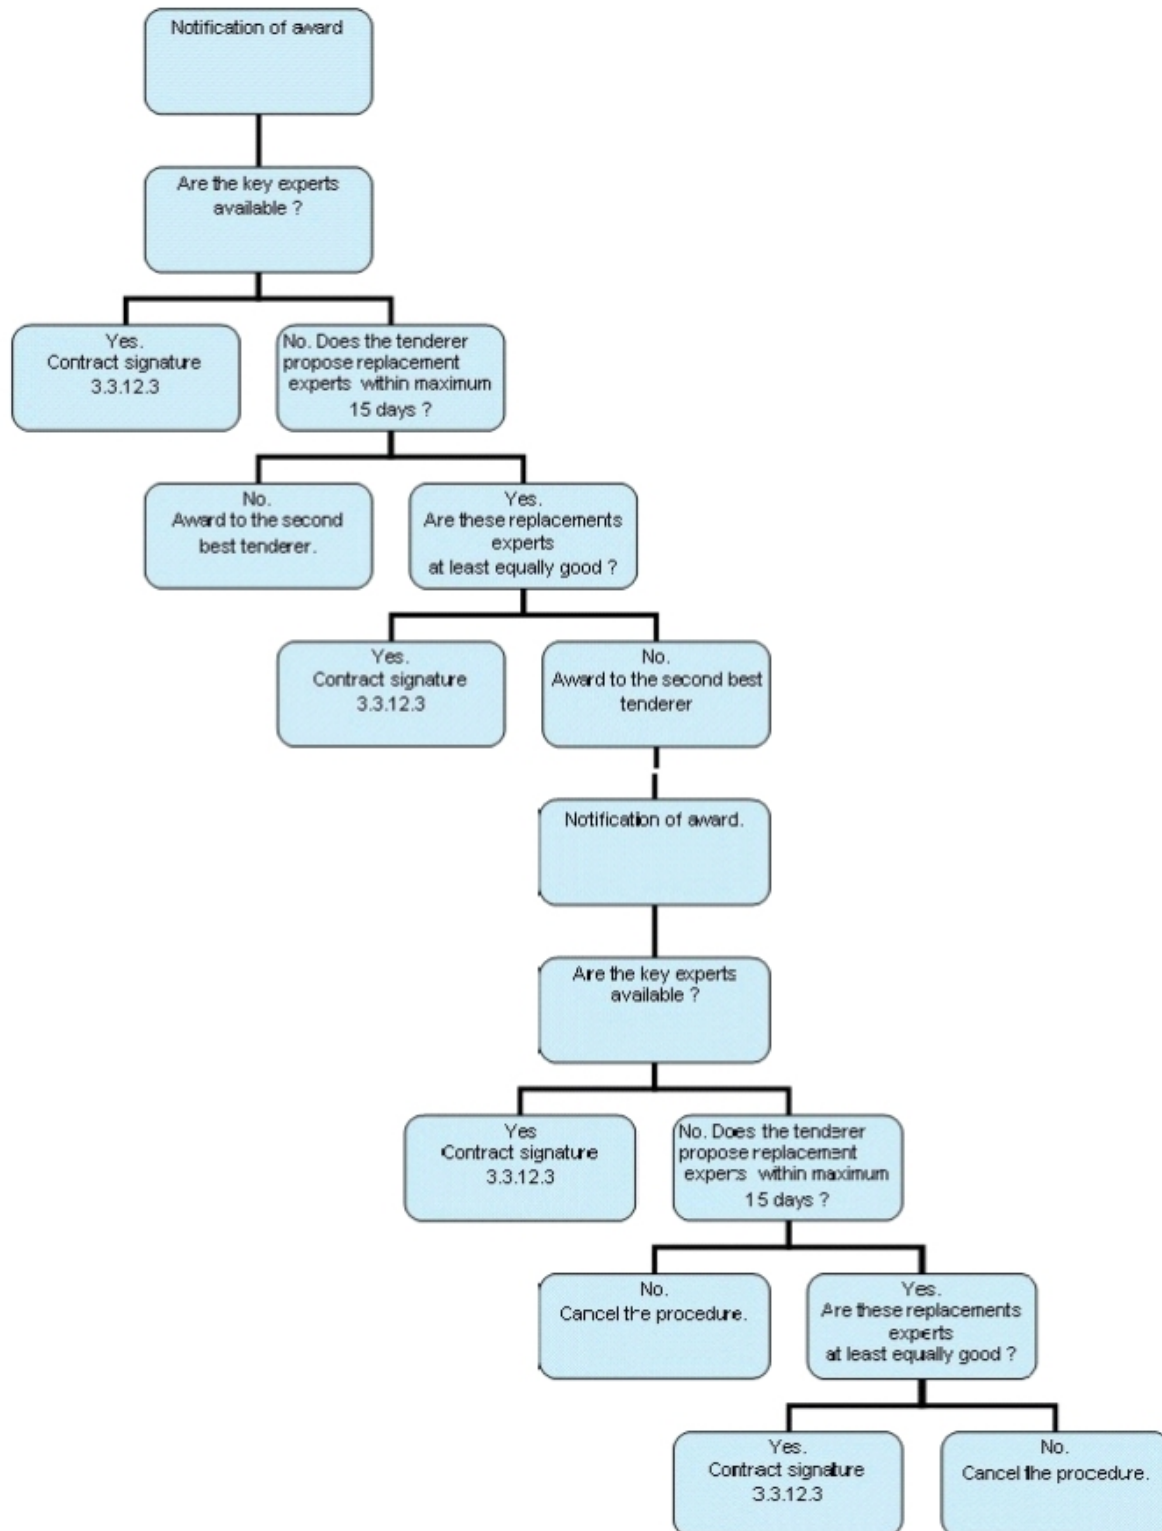 Notification of award
Are the key experts
available ?
Yes.
Contract signature
3.3.12.3
No. Does the tenderer
propose replacement
experts within maximum
15 days ?
No.
Award to the second
best tenderer.
Yes.
Are these replacements
experts
at least equally good ?
Yes.
Contract signature
3.3.12.3
No.
Award to the second best
tenderer
Notification of award.
Are the key experts
available ?
Yes
Contract signature
3.3.12.3
No. Does the tenderer
propose replacement
experts within maximum
15 days ?
No.
Cancel the procedure.
Yes.
Are these replacements
experts
at least equally good ?
Yes.
Contract signature
3.3.12.3
No.
Cancel the procedure.